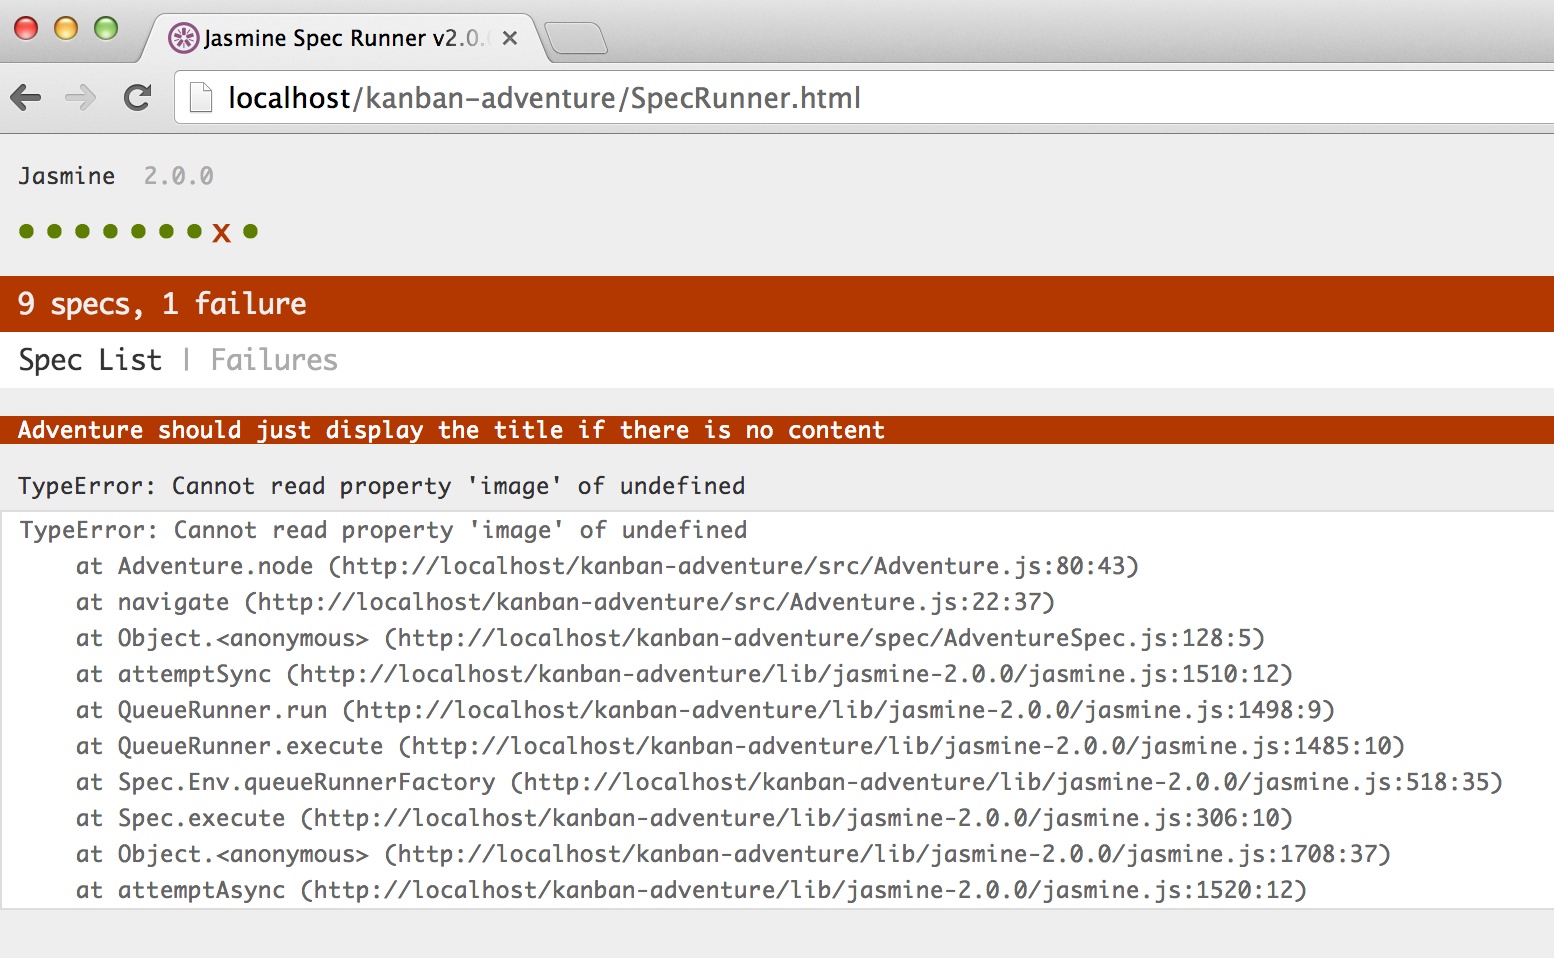 Jasmine Spec Runner v2.0.
localhost/kanban-adventure/SpecRunner.html
Jasmine 2.0.0
•••••••x•
9 specs, 1 failure
Spec List | Failures
Adventure should just display the title if there is no content
TypeError: Cannot read property 'image' of undefined
TypeError: Cannot read property 'image' of undefined
at Adventure.node (http://localhost/kanban-adventure/src/Adventure.js:80:43)
at navigate (http://localhost/kanban-adventure/src/Adventure.js:22:37)
at Object.<anonymous> (http://localhost/kanban-adventure/spec/AdventureSpec.js:128:5)
at attemptSync (http://localhost/kanban-adventure/lib/jasmine-2.0.0/jasmine.js:1510:12)
at QueueRunner.run (http://localhost/kanban-adventure/lib/jasmine-2.0.0/jasmine.js:1498:9)
at QueueRunner.execute (http://localhost/kanban-adventure/lib/jasmine-2.0.0/jasmine.js:1485:10)
at Spec.Env.queueRunnerFactory (http://localhost/kanban-adventure/lib/jasmine-2.0.0/jasmine.js:518:35)
at Spec.execute (http://localhost/kanban-adventure/lib/jasmine-2.0.0/jasmine.js:306:10)
at Object.<anonymous> (http://localhost/kanban-adventure/lib/jasmine-2.0.0/jasmine.js:1708:37)
at attemptAsync (http://localhost/kanban-adventure/lib/jasmine-2.0.0/jasmine.js:1520:12)